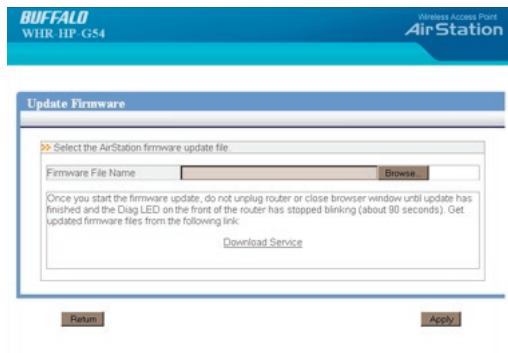 BUFFALO
WHR-HP-G54
Wireless Access Point
AirStation
Update Firmware
Select the AirStation firmware update file.
Firmware File Name
Browse...
Once you start the firmware update, do not unplug router or close browser window until update has
finished and the Diag LED on the front of the router has stopped blinking (about 90 seconds). Get
updated firmware files from the following link:
Download Service
Return
Apply